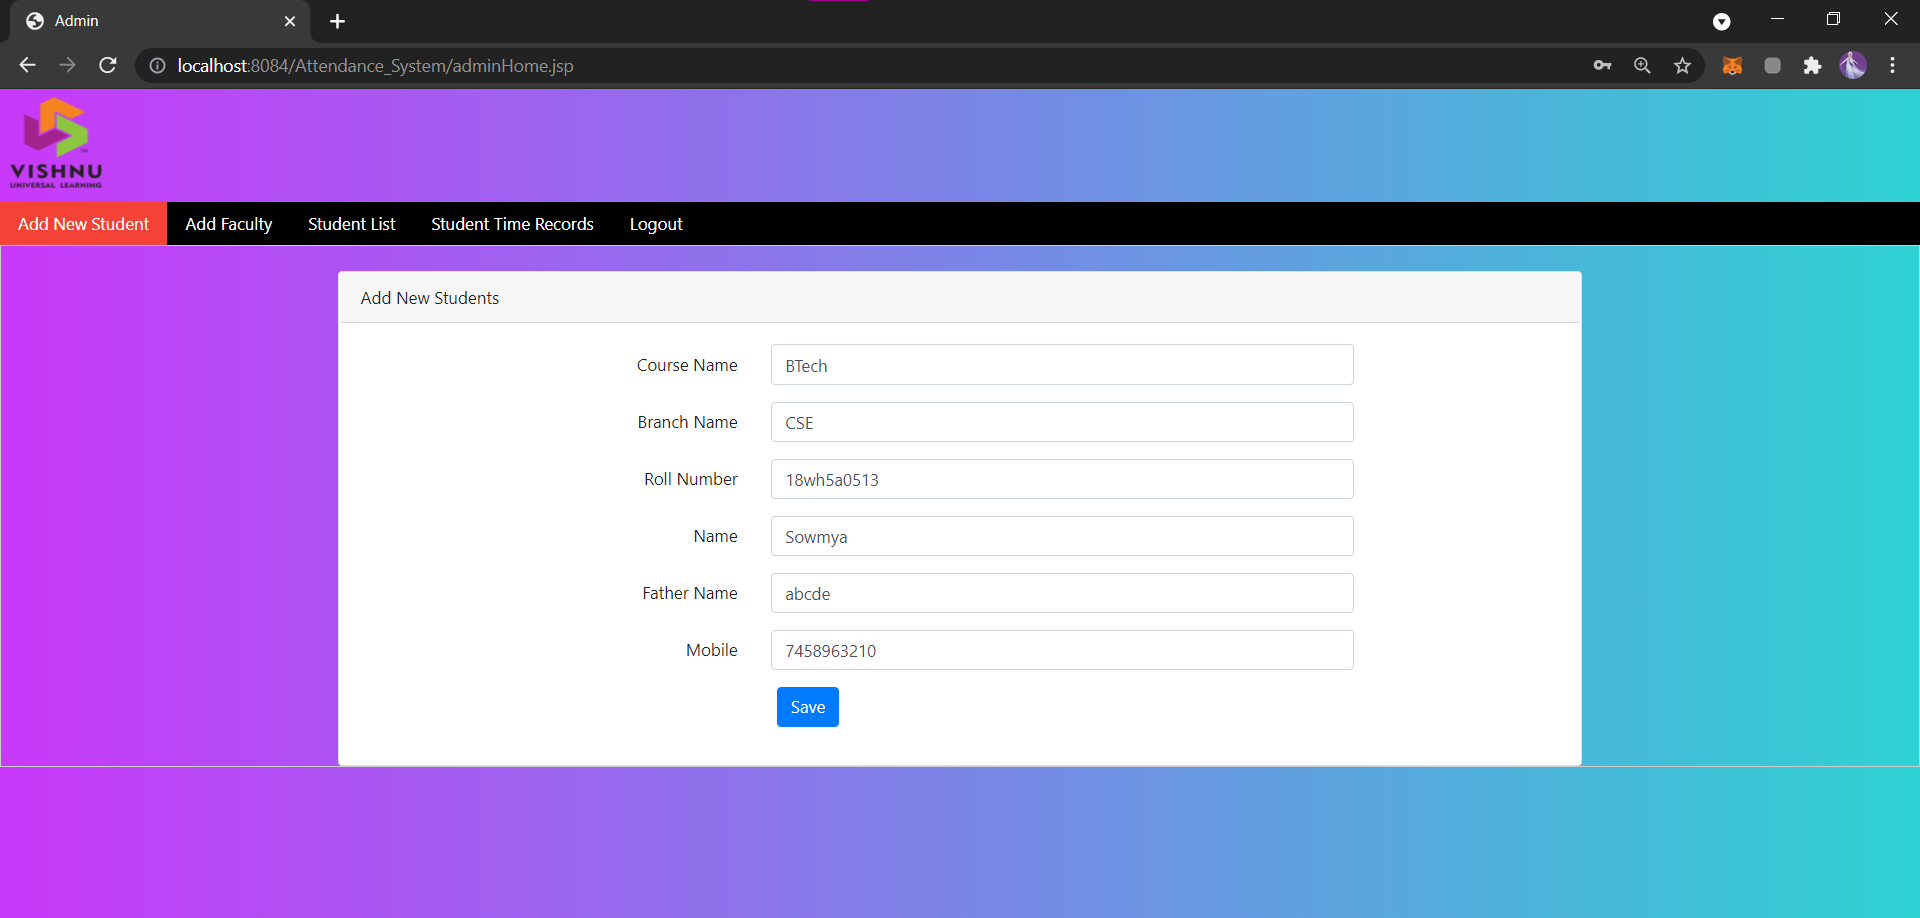 Admin
localhost:8084/Attendance_System/adminHome.jsp
VISHNU
UNIVERSAL LEARNING
Add New Student Add Faculty Student List Student Time Records Logout
Add New Students
Course Name BTech
Branch Name CSE
Roll Number 18wh5a0513
Name Sowmya
Father Name abcde
Mobile 7458963210
Save